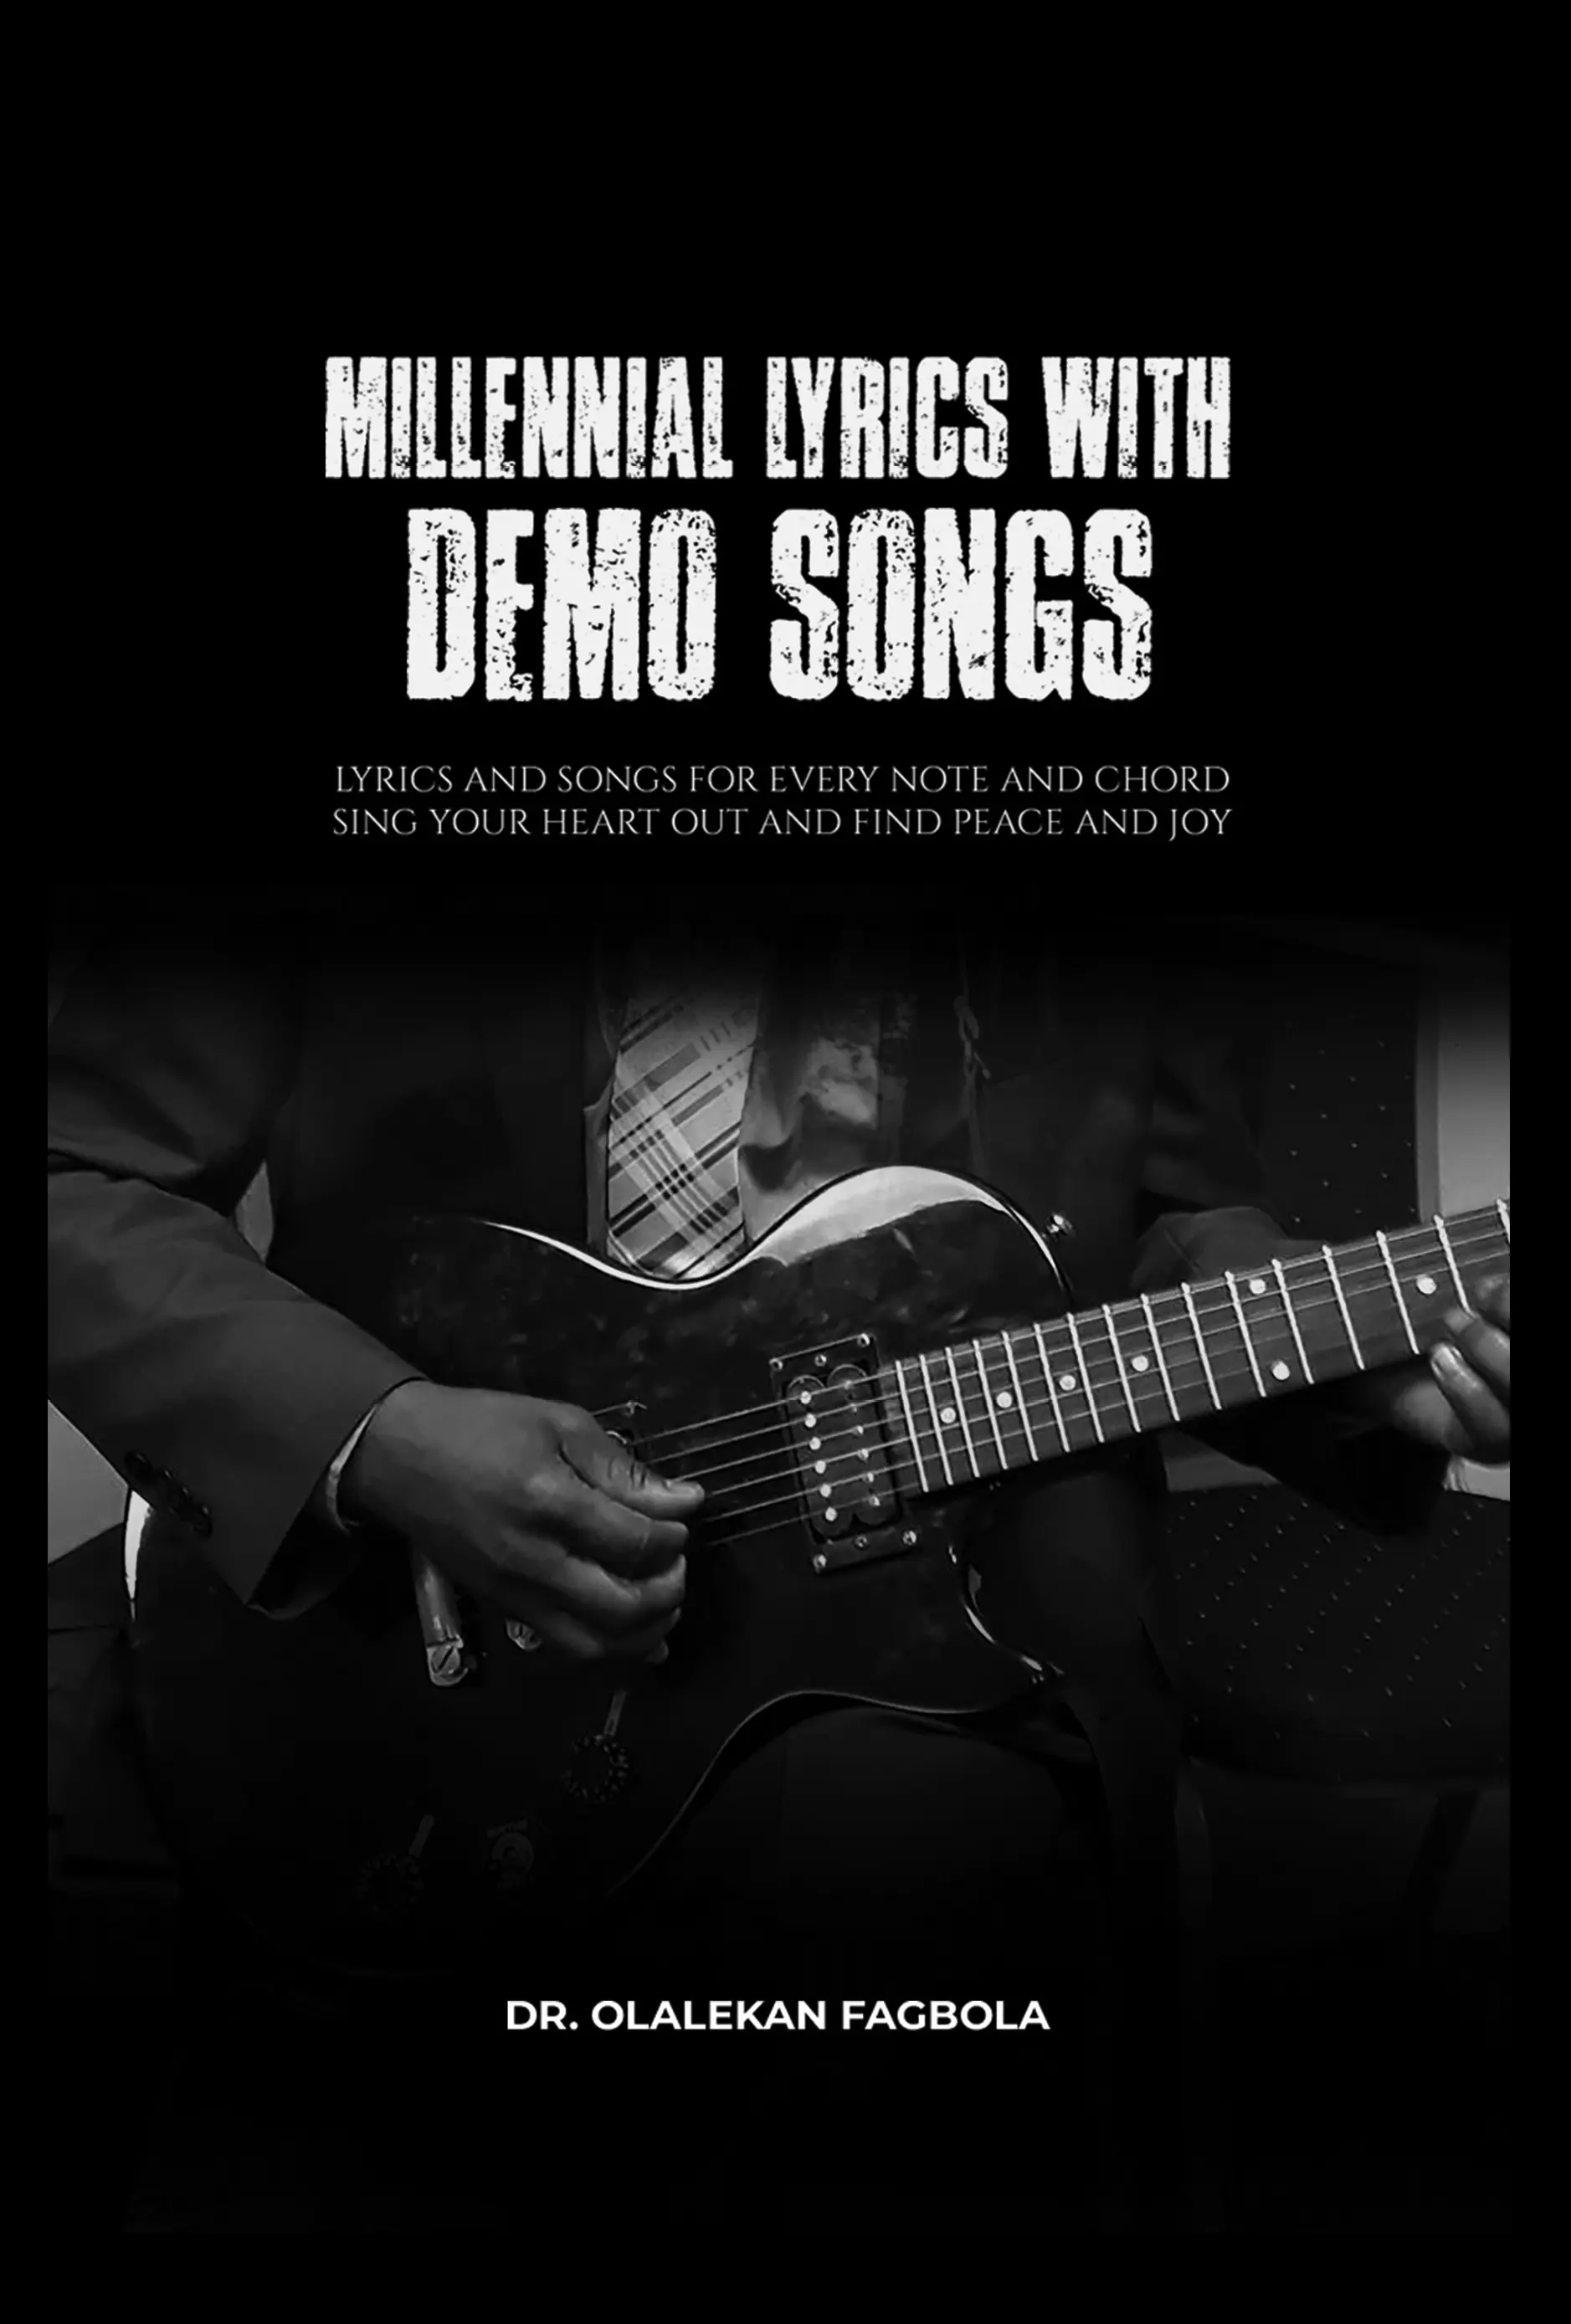 MILLENNIAL LYRICS WITH
DEMO SONGS
LYRICS AND SONGS FOR EVERY NOTE AND CHORD
SING YOUR HEART OUT AND FIND PEACE AND JOY
DR. OLALEKAN FAGBOLA